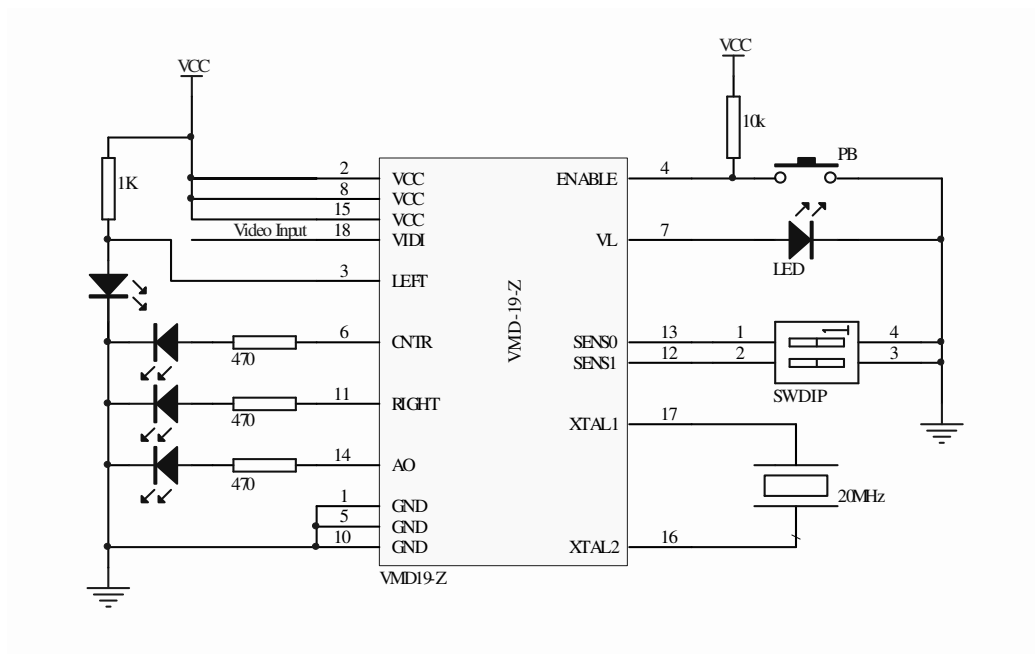 VCC
VCC
10k
1K
PB
2 VCC
8 VCC
15 VCC
Video Input 18 VIDI
3 LEFT
470 6 CNTR
470 11 RIGHT
470 14 AO
1 GND
5 GND
10 GND
VMD-19-Z
VMD19-Z
ENABLE 4
VL 7
LED
SENS0 13 1 4
SENS1 12 2 3
SWDIP
XTAL1 17
20MHz
XTAL2 16